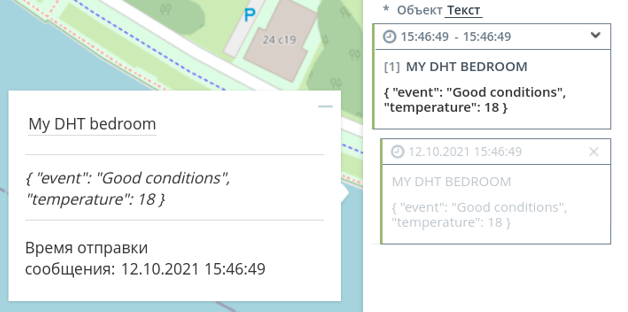 P
24 с19
My DHT bedroom
{ "event": "Good conditions",
"temperature": 18 }
Время отправки
сообщения: 12.10.2021 15:46:49
* Объект Текст
15:46:49 - 15:46:49
[1] MY DHT BEDROOM
{ "event": "Good conditions",
"temperature": 18 }
12.10.2021 15:46:49
MY DHT BEDROOM
{ "event": "Good conditions",
"temperature": 18 }